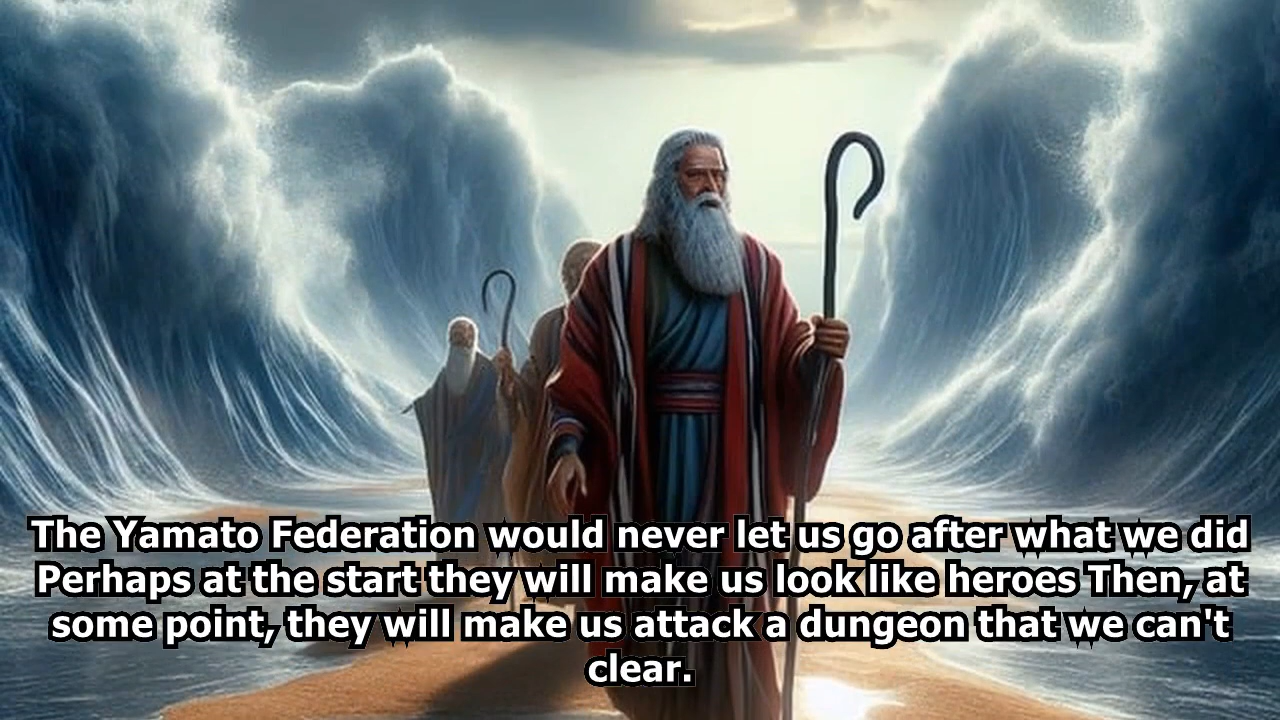 The Yamato Federation would never let us go after what we did
Perhaps at the start they will make us look like heroes Then, at
some point, they will make us attack a dungeon that we can't
clear.